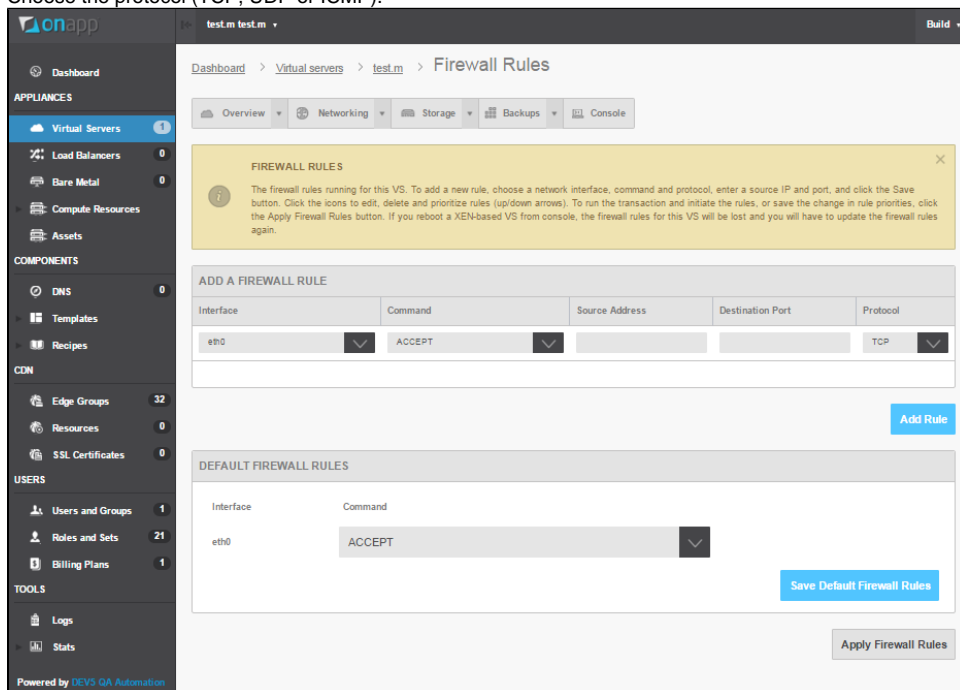 Choose the protocol (TCP, UDP or ICMP).
onapp
test.m test.m
Build
Dashboard
APPLIANCES
Virtual Servers 1
Load Balancers 0
Bare Metal 0
Compute Resources
Assets
COMPONENTS
DNS 0
Templates
Recipes
CDN
Edge Groups 32
Resources 0
SSL Certificates 0
USERS
Users and Groups 1
Roles and Sets 21
Billing Plans 1
TOOLS
Logs
Stats
Powered by DEV5 QA Automation
Dashboard > Virtual servers > test.m > Firewall Rules
Overview Networking Storage Backups Console
FIREWALL RULES
The firewall rules running for this VS. To add a new rule, choose a network interface, command and protocol, enter a source IP and port, and click the Save
button. Click the icons to edit, delete and prioritize rules (up/down arrows). To run the transaction and initiate the rules, or save the change in rule priorities, click
the Apply Firewall Rules button. If you reboot a XEN-based VS from console, the firewall rules for this VS will be lost and you will have to update the firewall rules
again.
ADD A FIREWALL RULE
Interface Command Source Address Destination Port Protocol
eth0 ACCEPT TCP
Add Rule
DEFAULT FIREWALL RULES
Interface Command
eth0 ACCEPT
Save Default Firewall Rules
Apply Firewall Rules